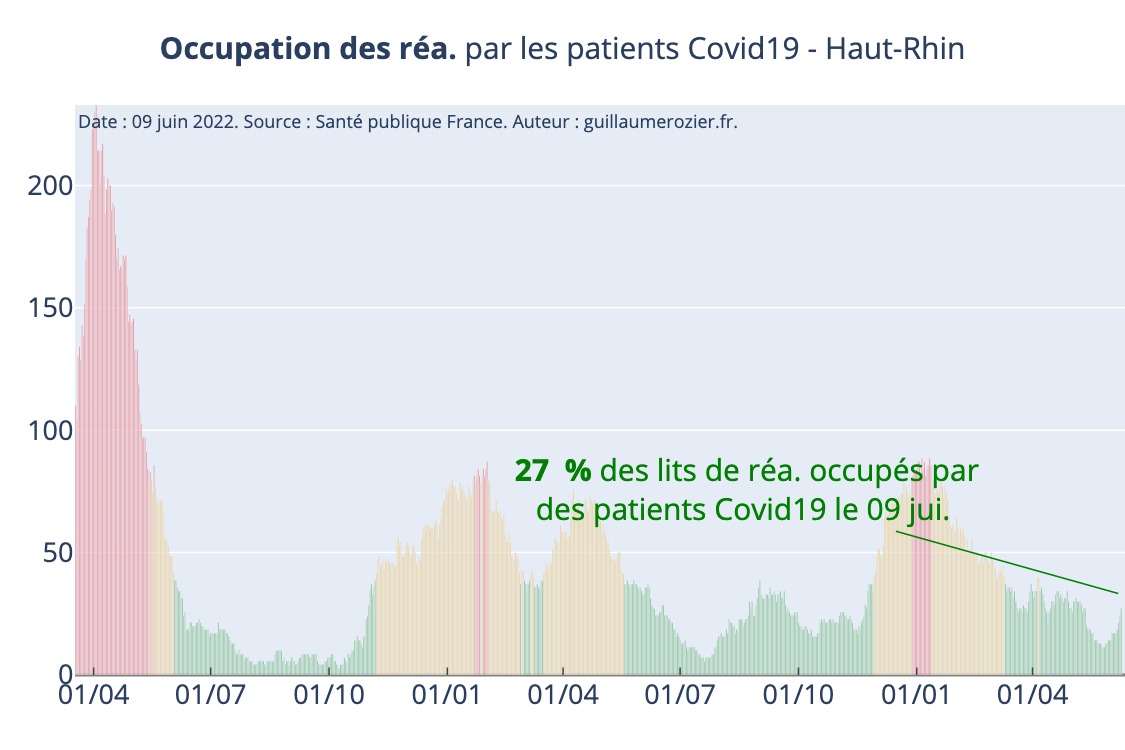 Occupation des réa. par les patients Covid19 - Haut-Rhin
Date : 09 juin 2022. Source : Santé publique France. Auteur : guillaumerozier.fr.
200
150
100
27 % des lits de réa. occupés par
des patients Covid19 le 09 jui.
50
0
01/04 01/07 01/10 01/01 01/04 01/07 01/10 01/01 01/04